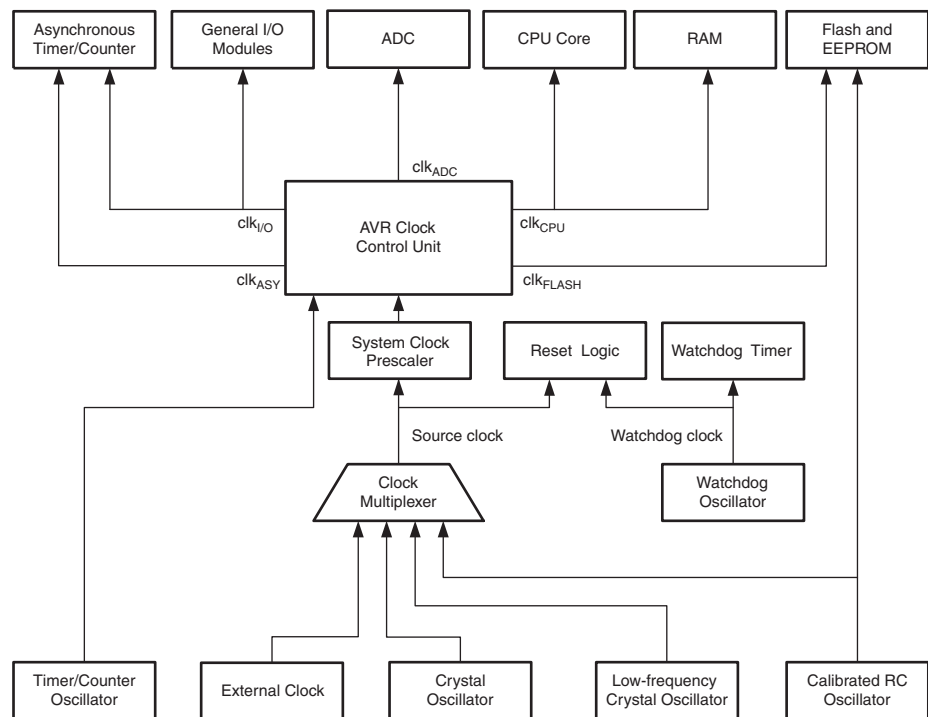 Asynchronous
Timer/Counter
General I/O
Modules
ADC
CPU Core
RAM
Flash and
EEPROM
clkADC
AVR Clock
Control Unit
clkI/O
clkCPU
clkASY
clkFLASH
System Clock
Prescaler
Reset Logic
Watchdog Timer
Source clock
Watchdog clock
Clock
Multiplexer
Watchdog
Oscillator
Timer/Counter
Oscillator
External Clock
Crystal
Oscillator
Low-frequency
Crystal Oscillator
Calibrated RC
Oscillator